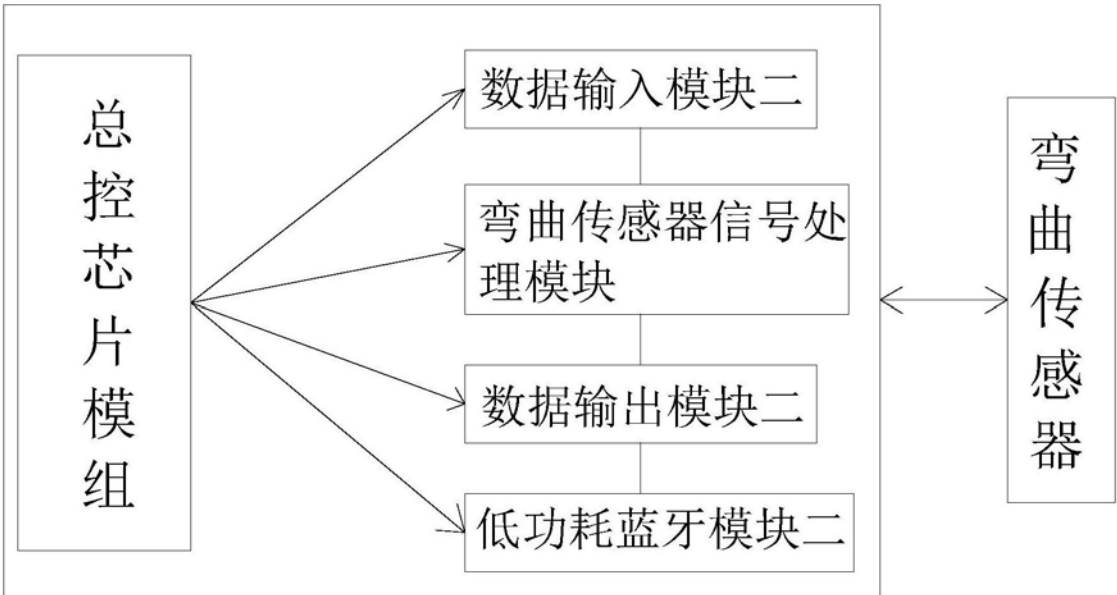 总控芯片模组
数据输入模块二
弯曲传感器信号处
理模块
数据输出模块二
低功耗蓝牙模块二
弯曲传感器